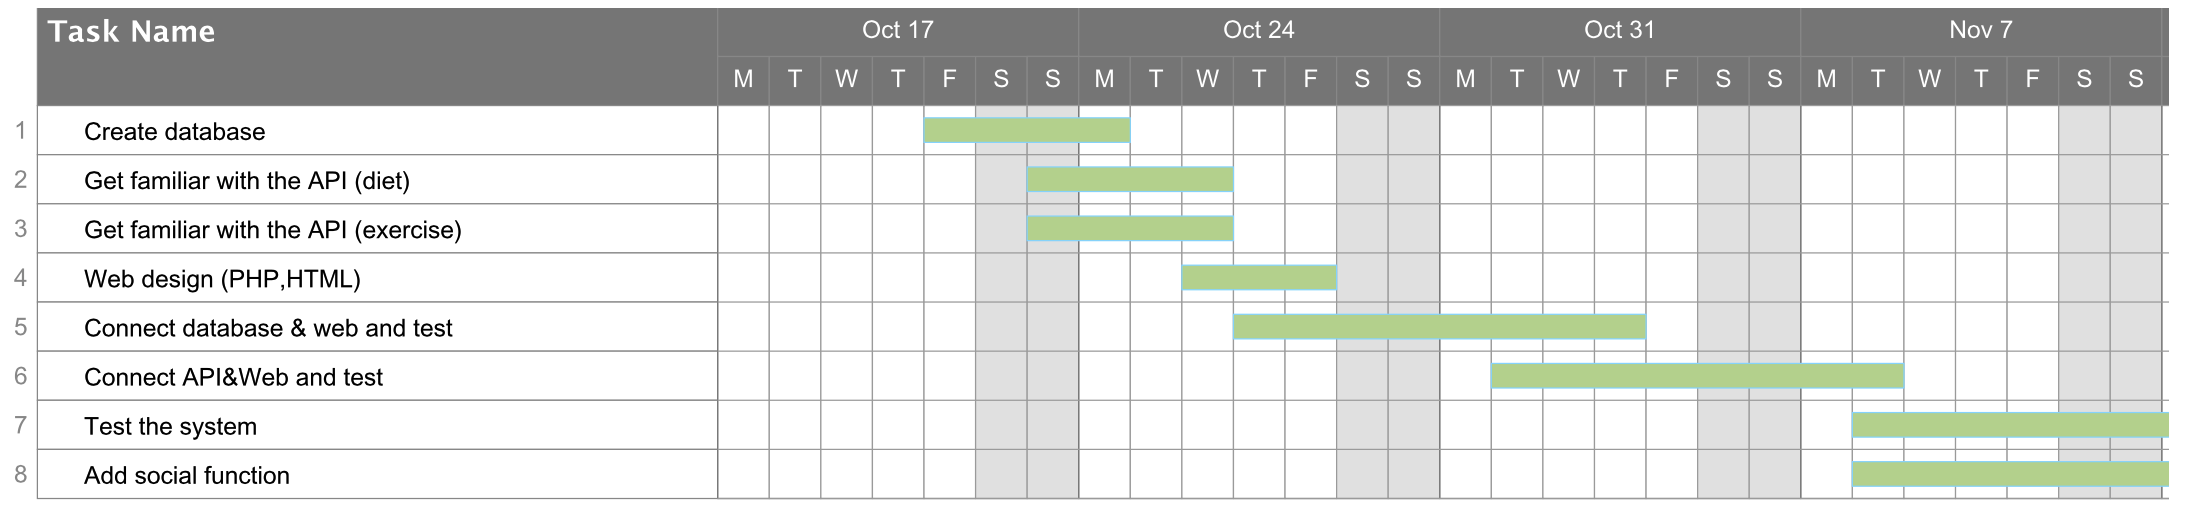 Task Name Oct 17 Oct 24 Oct 31 Nov 7
M T W T F S S M T W T F S S M T W T F S S M T W T F S S
1 Create database
2 Get familiar with the API (diet)
3 Get familiar with the API (exercise)
4 Web design (PHP,HTML)
5 Connect database & web and test
6 Connect API&Web and test
7 Test the system
8 Add social function